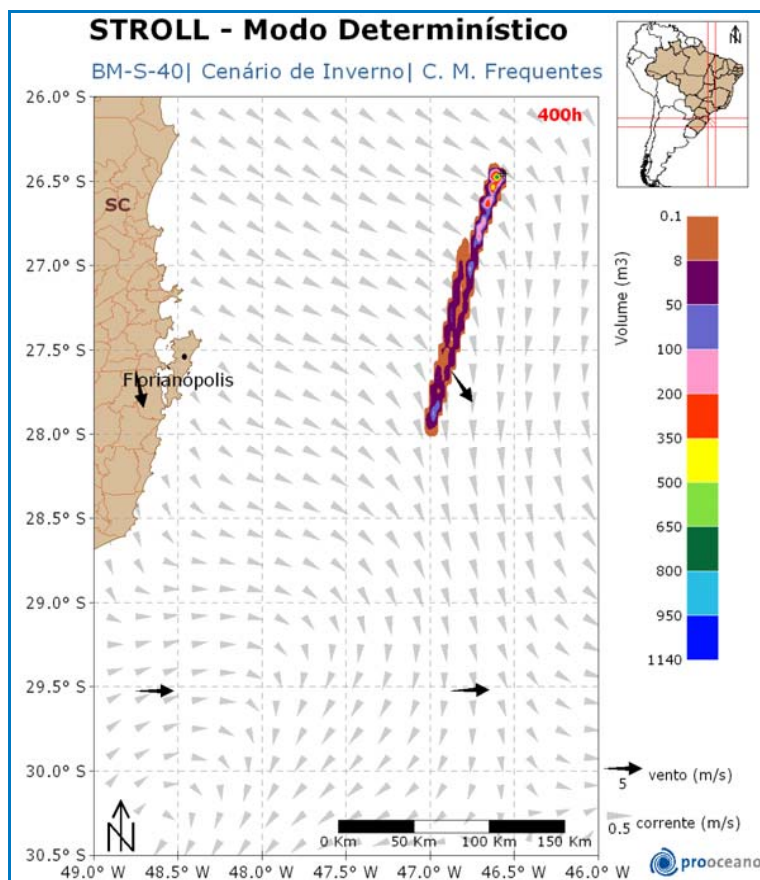 STROLL - Modo Determinístico
BM-S-40| Cenário de Inverno| C. M. Frequentes
N
26.0° S
400h
26.5° S
SC
27.0° S
27.5° S
Florianópolis
28.0° S
28.5° S
29.0° S
29.5° S
30.0° S
30.5° S
N
0 Km 50 Km 100 Km 150 Km
49.0° W 48.5° W 48.0° W 47.5° W 47.0° W 46.5° W 46.0° W
Volume (m3)
0.1
8
50
100
200
350
500
650
800
950
1140
5 vento (m/s)
0.5 corrente (m/s)
prooceano